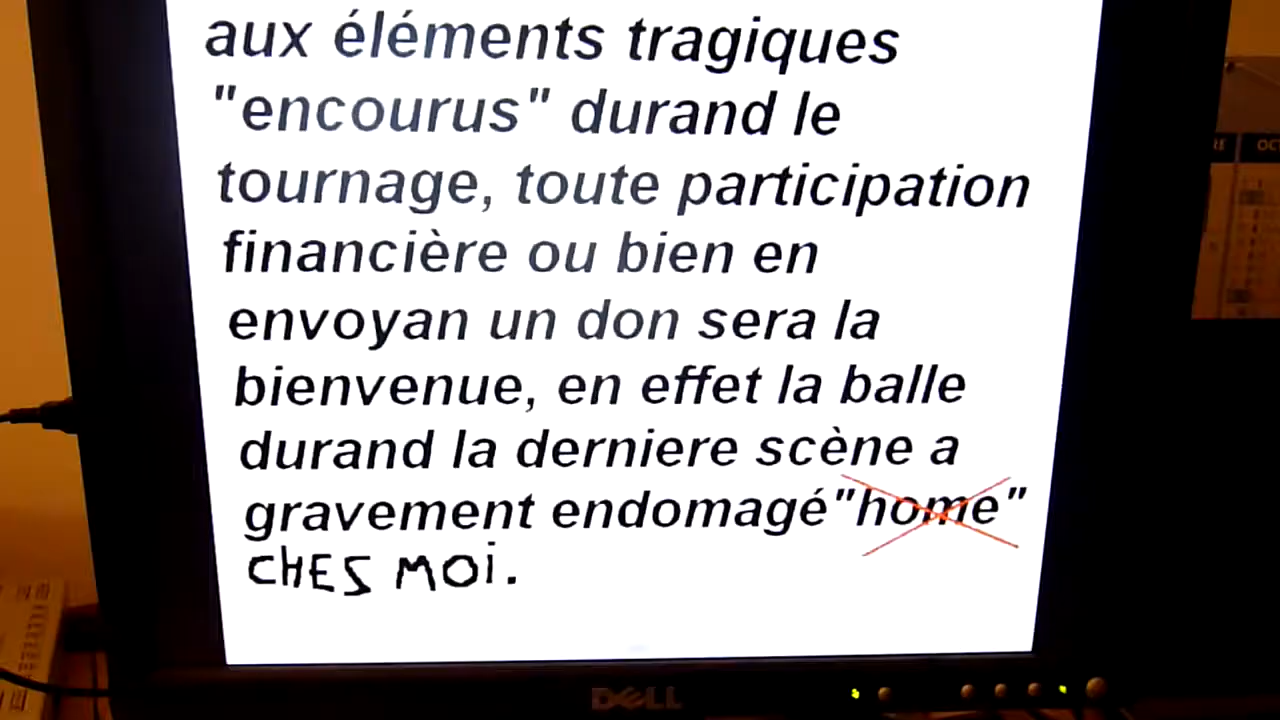 aux éléments tragiques
"encourus" durand le
tournage, toute participation
financière ou bien en
envoyan un don sera la
bienvenue, en effet la balle
durand la derniere scène a
gravement endomagé"home"
CHES MOi.
DELL